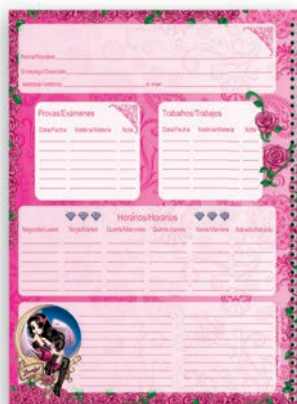 Nome/Nombre
Endereço/Dirección
Telefone/Teléfono E-mail
Provas/Exámenes
Data/Fecha Matéria/Materia Nota
Trabalhos/Trabajos
Data/Fecha Matéria/Materia Nota
Horários/Horarios
Segunda/Lunes Terça/Martes Quarta/Miércoles Quinta/Jueves Sexta/Viernes Sábado/Sábado